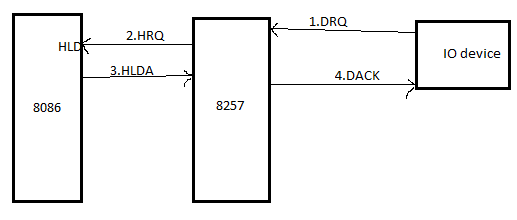 1.DRQ
2.HRQ
HLD
IO device
3.HLDA
4.DACK
8086
8257